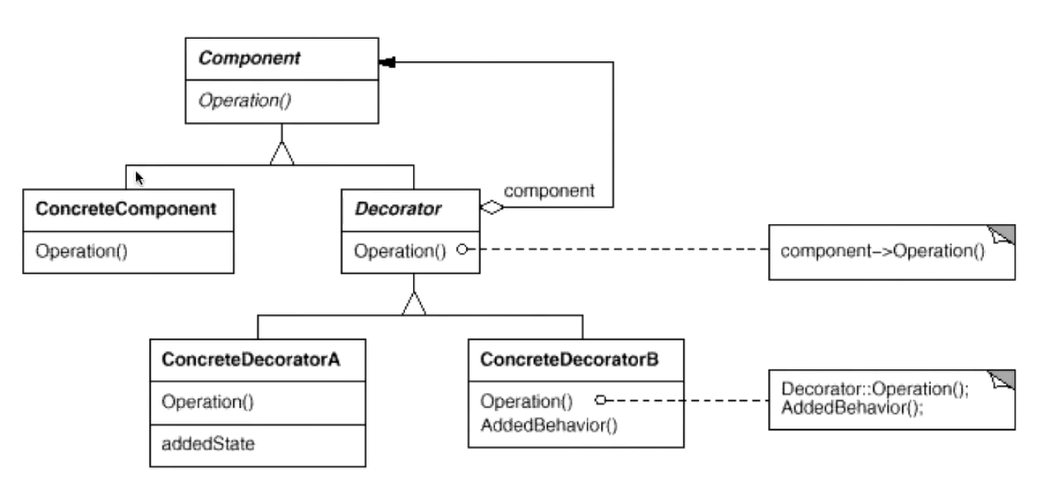 Component
Operation()
component
ConcreteComponent
Operation()
Decorator
Operation()
component–>Operation()
ConcreteDecoratorA
Operation()
addedState
ConcreteDecoratorB
Operation()
AddedBehavior()
Decorator::Operation();
AddedBehavior();